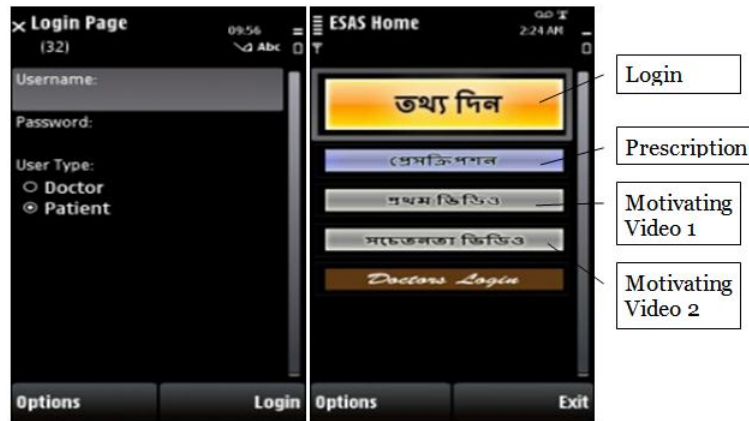 Login Page
09:56
(32)
Abc
Username:
Password:
User Type:
Doctor
Patient
Options
Login
ESAS Home
2:24 AM
তথ্য দিন
প্রেসক্রিপশন
প্রথম ভিডিও
সচেতনতা ভিডিও
Doctors Login
Options
Exit
Login
Prescription
Motivating
Video 1
Motivating
Video 2